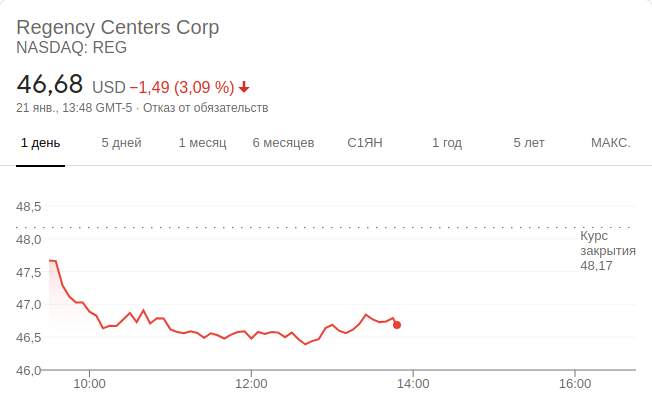 Regency Centers Corp
NASDAQ: REG
46,68 USD −1,49 (3,09 %)
21 янв., 13:48 GMT-5 · Отказ от обязательств
1 день 5 дней 1 месяц 6 месяцев С1ЯН 1 год 5 лет МАКС.
48,5
48,0
47,5
47,0
46,5
46,0
Курс
закрытия
48,17
10:00 12:00 14:00 16:00